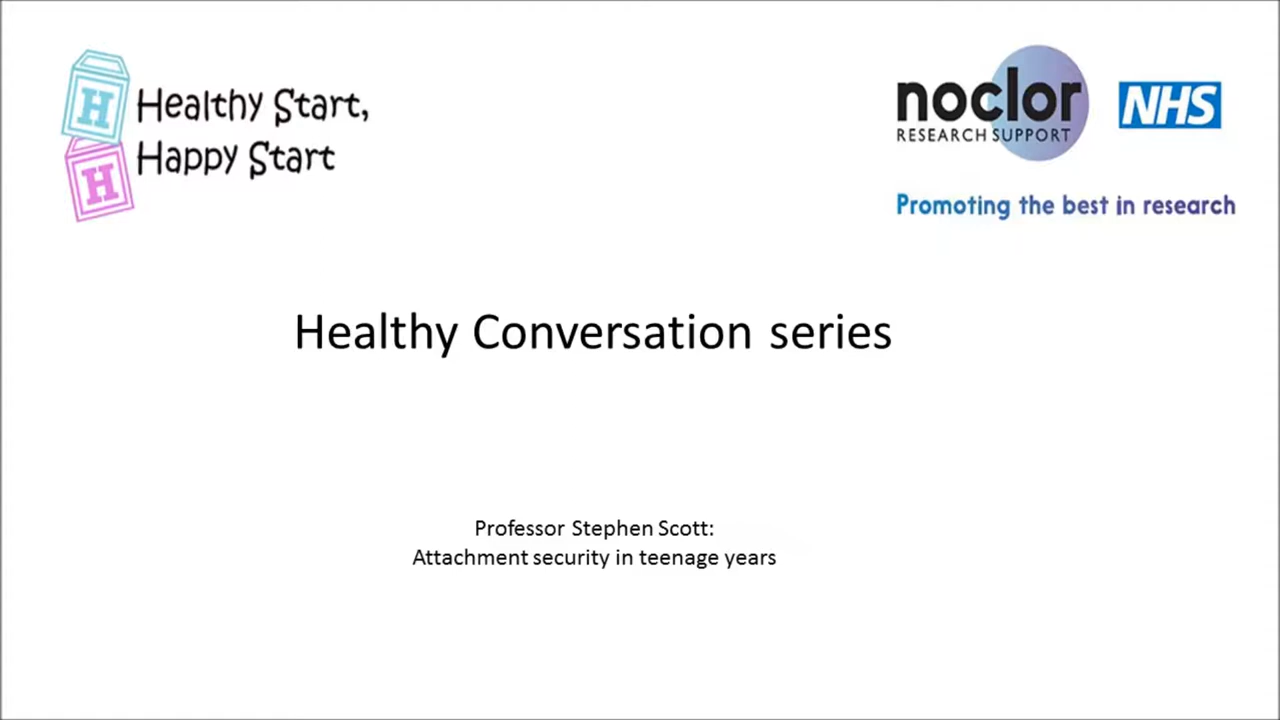 H
Healthy Start,
H
Happy Start
noclor
RESEARCH SUPPORT
NHS
Promoting the best in research
Healthy Conversation series
Professor Stephen Scott:
Attachment security in teenage years